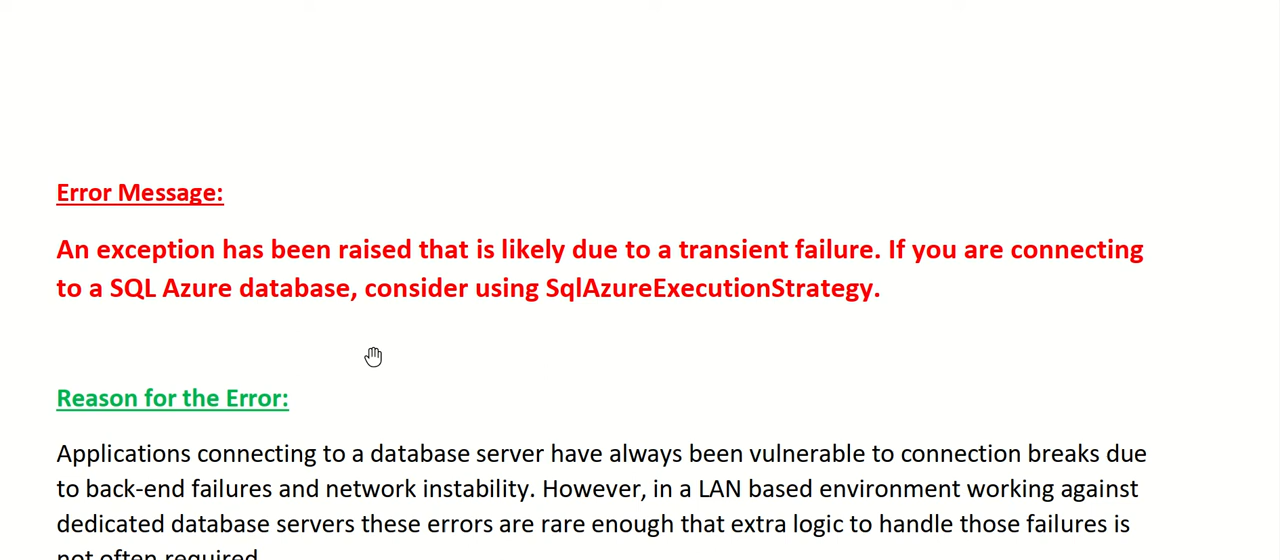 Error Message:
An exception has been raised that is likely due to a transient failure. If you are connecting
to a SQL Azure database, consider using SqlAzureExecutionStrategy.
Reason for the Error:
Applications connecting to a database server have always been vulnerable to connection breaks due
to back-end failures and network instability. However, in a LAN based environment working against
dedicated database servers these errors are rare enough that extra logic to handle those failures is
not often required.